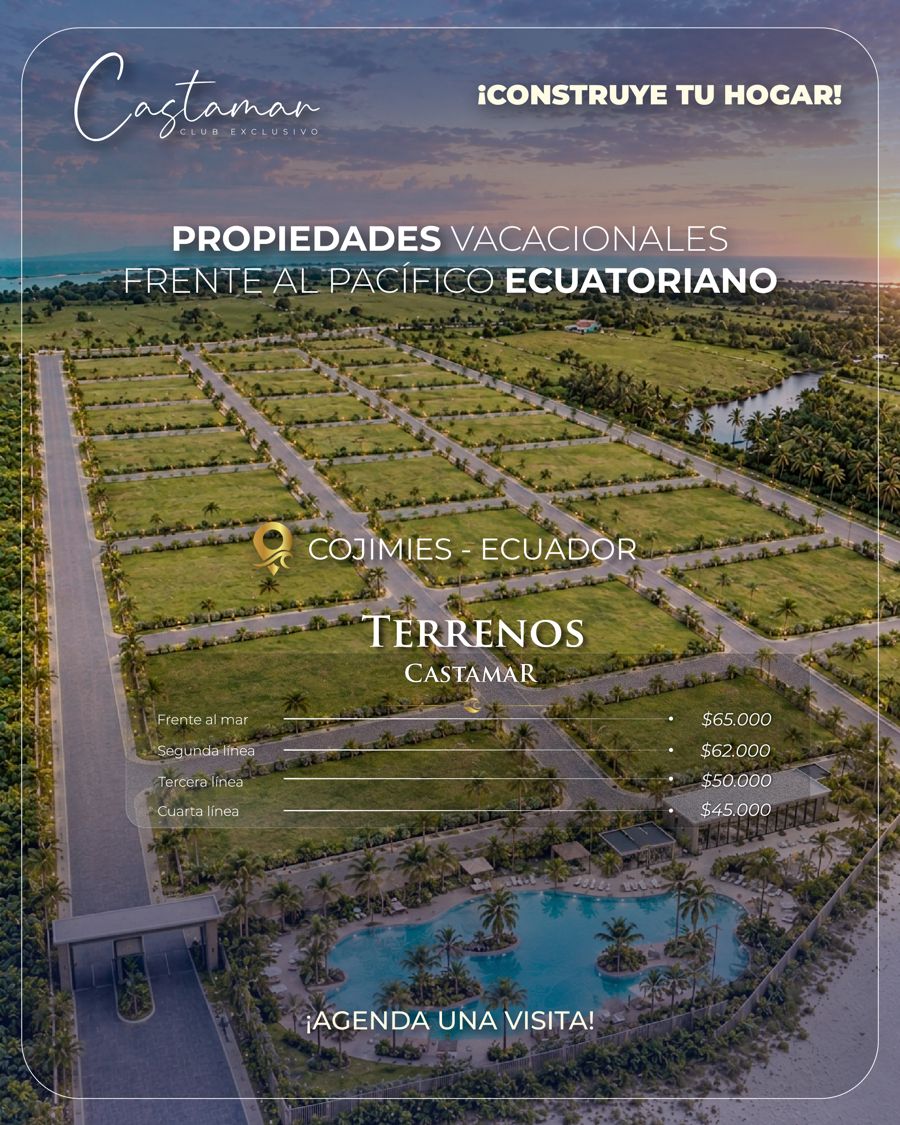 Castamar
CLUB EXCLUSIVO
¡CONSTRUYE TU HOGAR!
PROPIEDADES VACACIONALES
FRENTE AL PACÍFICO ECUATORIANO
COJIMIES - ECUADOR
TERRENOS
CASTAMAR
Frente al mar $65.000
Segunda línea $62.000
Tercera línea $50.000
Cuarta línea $45.000
¡AGENDA UNA VISITA!